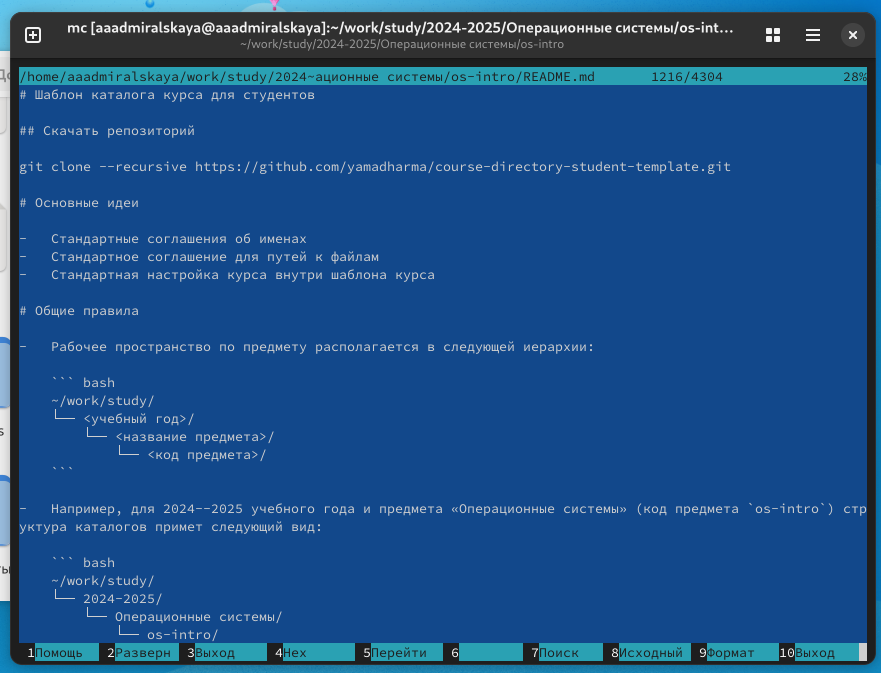 mc [aaadmiralskaya@aaadmiralskaya]:~/work/study/2024-2025/Операционные системы/os-int…
~/work/study/2024-2025/Операционные системы/os-intro
/home/aaadmiralskaya/work/study/2024~ационные системы/os-intro/README.md 1216/4304 28%
# Шаблон каталога курса для студентов
## Скачать репозиторий
git clone --recursive https://github.com/yamadharma/course-directory-student-template.git
# Основные идеи
- Стандартные соглашения об именах
- Стандартное соглашение для путей к файлам
- Стандартная настройка курса внутри шаблона курса
# Общие правила
- Рабочее пространство по предмету располагается в следующей иерархии:
``` bash
~/work/study/
└── <учебный год>/
└── <название предмета>/
└── <код предмета>/
```
- Например, для 2024--2025 учебного года и предмета «Операционные системы» (код предмета `os-intro`) стр
уктура каталогов примет следующий вид:
``` bash
~/work/study/
└── 2024-2025/
└── Операционные системы/
└── os-intro/
1Помощь 2Разверн 3Выход 4Hex 5Перейти 6 7Поиск 8Исходный 9Формат 10Выход